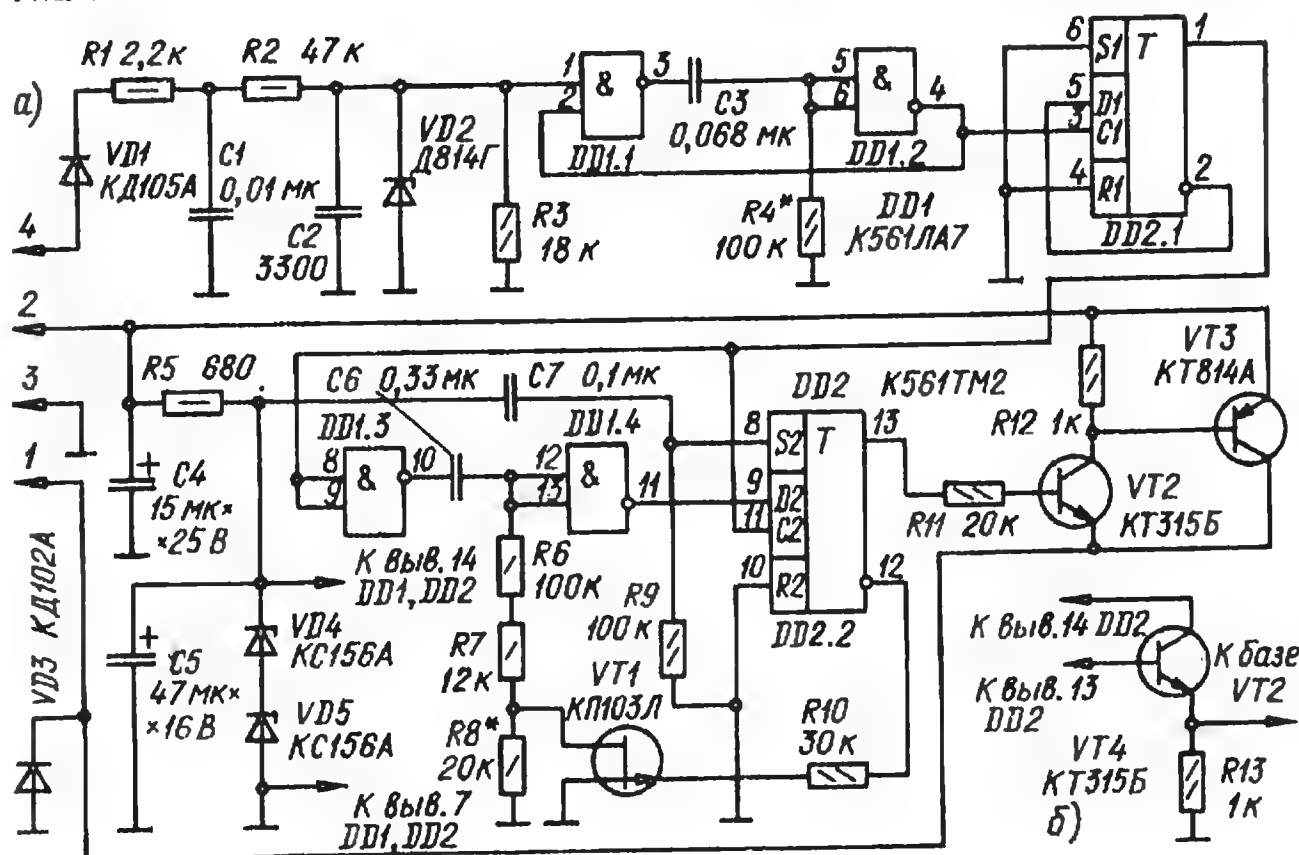 а)
R1 2,2к
R2 47к
VD1
КД105А
C1
0,01 мк
C2
3300
VD2
Д814Г
R3
18 к
1
2
&
3
DD1.1
C3
0,068 мк
5
6
&
4
DD1.2
R4*
100 к
DD1
К561ЛА7
6
S1
T
1
5
D1
3
C1
4
R1
2
DD2.1
4
2
3
1
R5 680
C4
15 мк×
×25 В
VD3 КД102А
C5
47 мк×
×16 В
C6 0,33мк
C7 0,1мк
DD1.3
8
9
&
10
DD1.4
12
13
&
11
К выв.14
DD1, DD2
VD4
КС156А
VD5
КС156А
К выв.7
DD1, DD2
R6
100к
R7
12к
R8*
20к
VT1
КП103Л
R9
100к
DD2 К561ТМ2
8
S2
T
13
9
D2
11
C2
10
R2
12
DD2.2
R10
30к
R11 20к
R12 1к
VT2
КТ315Б
VT3
КТ814А
К выв.14 DD2
К выв.13
DD2
К базе
VT2
VT4
КТ315Б
R13
1к
б)